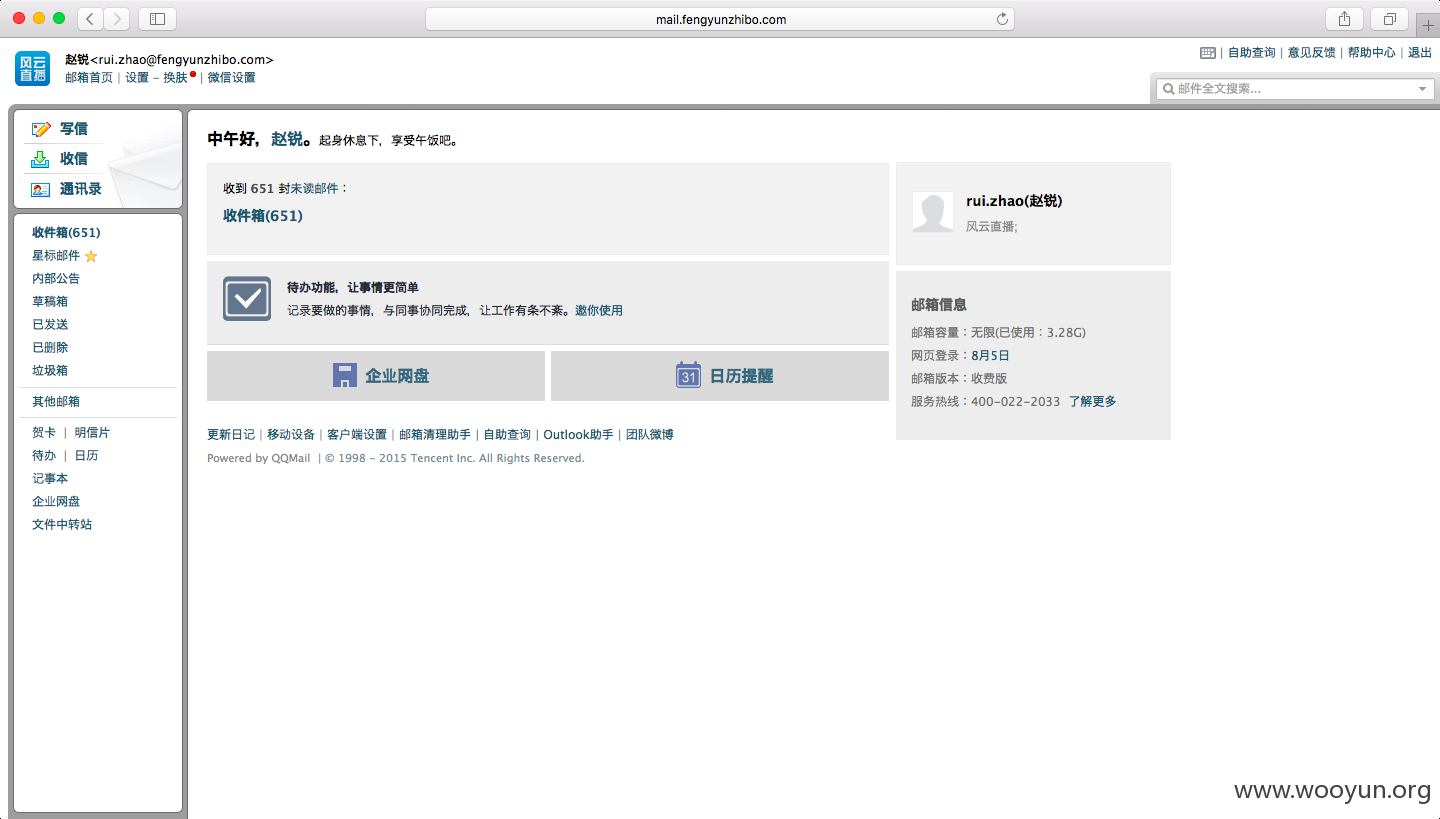 mail.fengyunzhibo.com
风云直播
赵锐<rui.zhao@fengyunzhibo.com>
邮箱首页 | 设置 - 换肤 | 微信设置
| 自助查询 | 意见反馈 | 帮助中心 | 退出
邮件全文搜索...
写信
收信
通讯录
收件箱(651)
星标邮件
内部公告
草稿箱
已发送
已删除
垃圾箱
其他邮箱
贺卡 | 明信片
待办 | 日历
记事本
企业网盘
文件中转站
中午好，赵锐。起身休息下，享受午饭吧。
收到 651 封未读邮件：
收件箱(651)
待办功能，让事情更简单
记录要做的事情，与同事协同完成，让工作有条不紊。邀你使用
企业网盘
31 日历提醒
rui.zhao(赵锐)
风云直播;
邮箱信息
邮箱容量：无限(已使用：3.28G)
网页登录：8月5日
邮箱版本：收费版
服务热线：400-022-2033 了解更多
更新日记 | 移动设备 | 客户端设置 | 邮箱清理助手 | 自助查询 | Outlook助手 | 团队微博
Powered by QQMail | © 1998 - 2015 Tencent Inc. All Rights Reserved.
www.wooyun.org